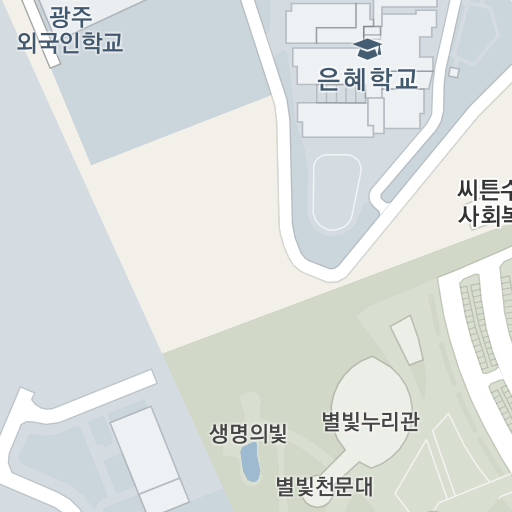 광주
외국인학교
은혜학교
씨튼수
사회복
생명의빛
별빛누리관
별빛천문대